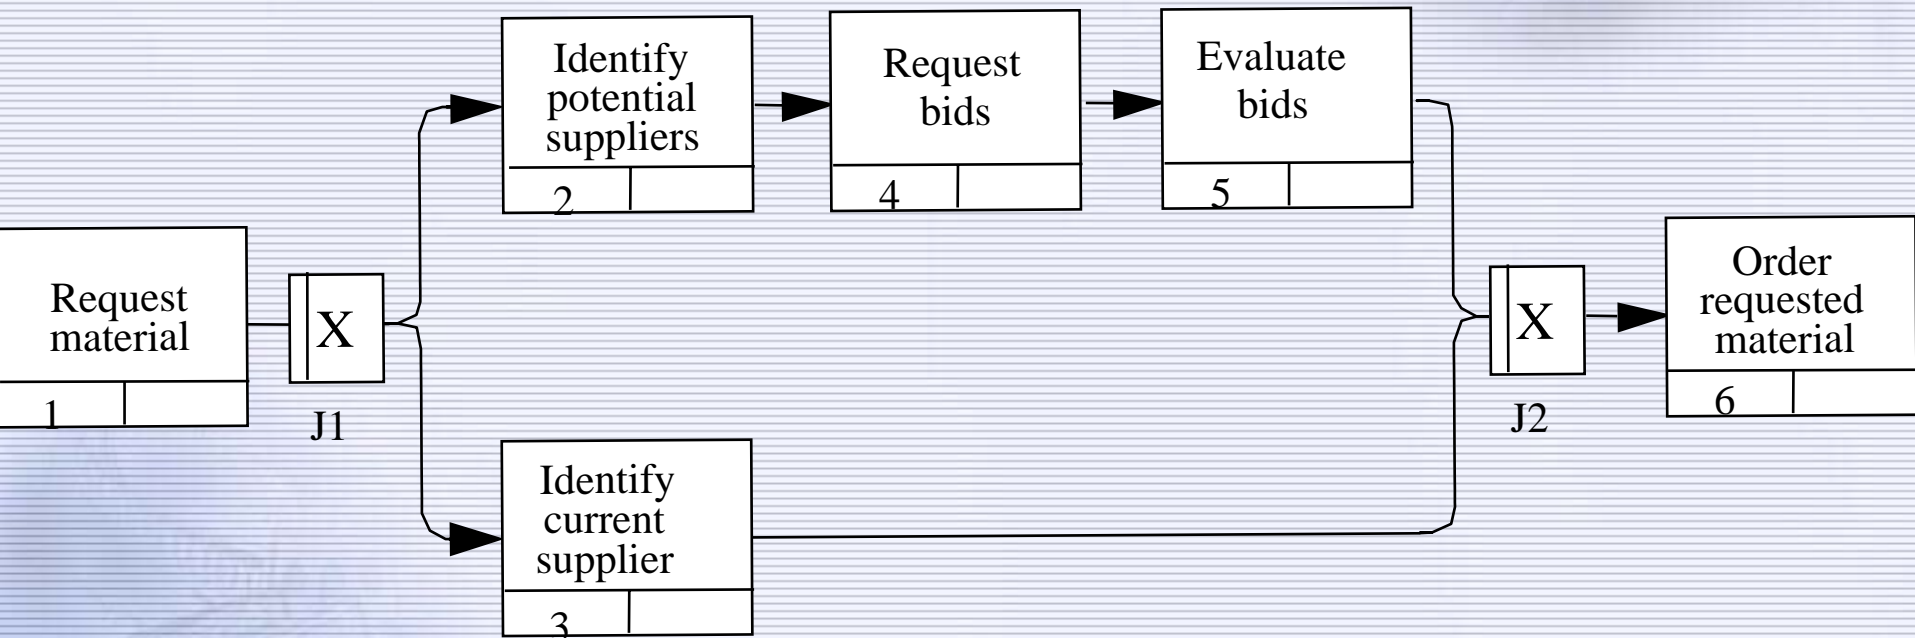 Identify
potential
suppliers
2
Request
bids
4
Evaluate
bids
5
Request
material
1
X
J1
Identify
current
supplier
3
X
J2
Order
requested
material
6